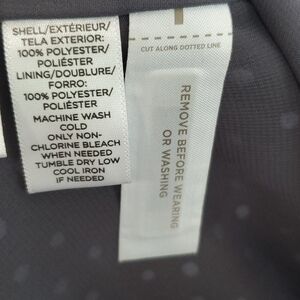 SHELL/EXTÉRIEUR/
TELA EXTERIOR:
100% POLYESTER/
POLIÉSTER
LINING/DOUBLURE/
FORRO:
100% POLYESTER/
POLIÉSTER
MACHINE WASH
COLD
ONLY NON-
CHLORINE BLEACH
WHEN NEEDED
TUMBLE DRY LOW
COOL IRON
IF NEEDED
CUT ALONG DOTTED LINE
REMOVE BEFORE WEARING
OR WASHING